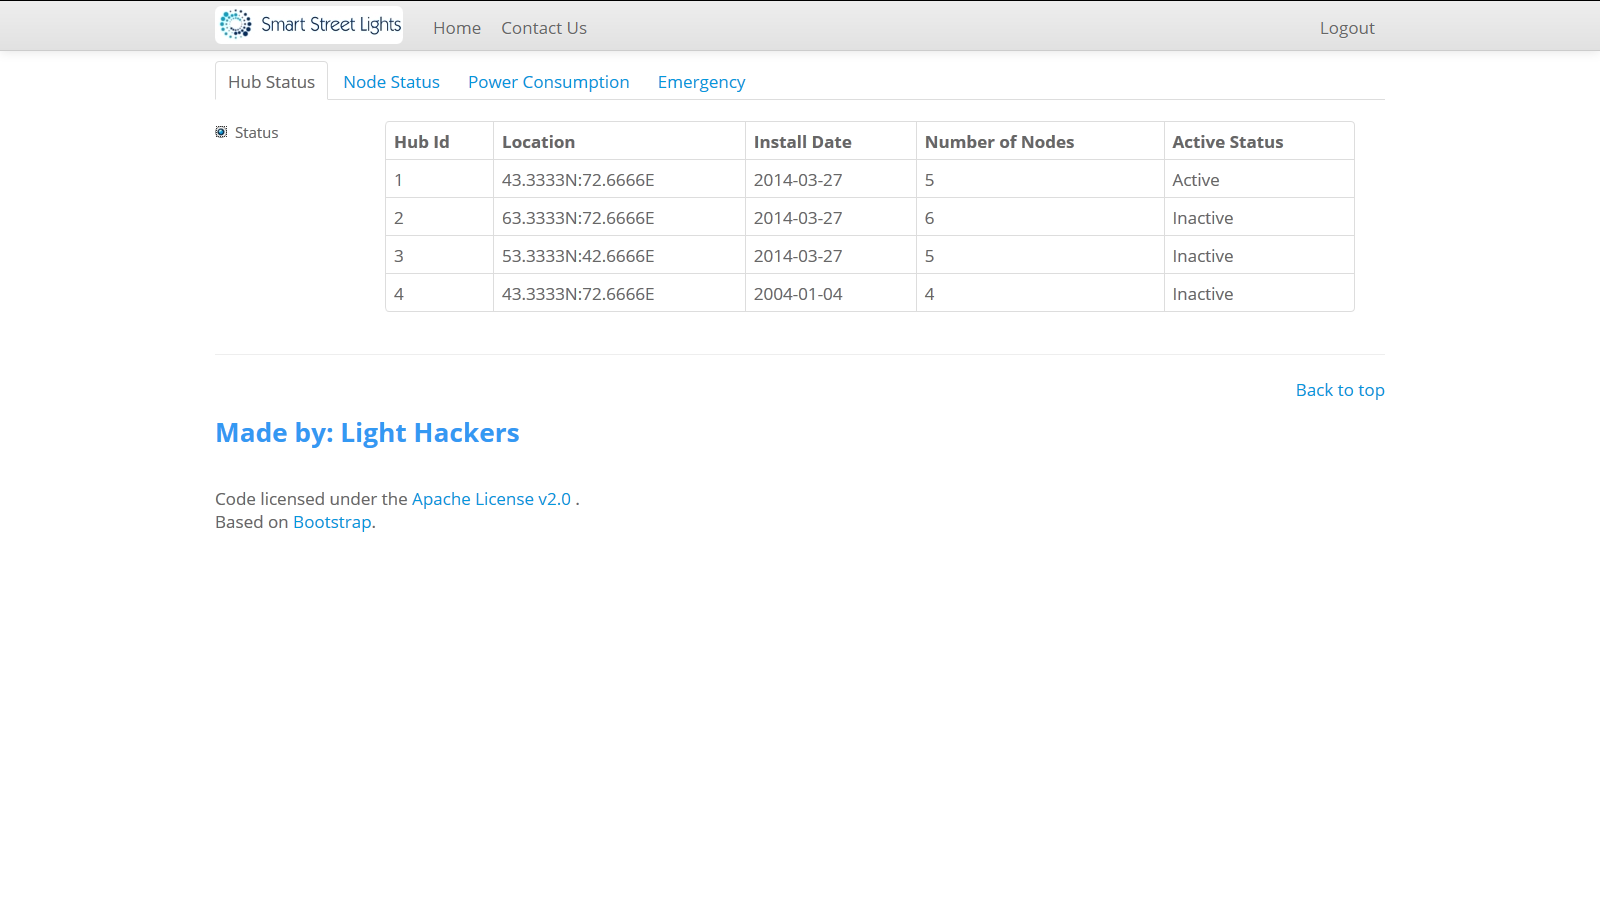 Smart Street Lights Home Contact Us Logout
Hub Status Node Status Power Consumption Emergency
Status
Hub Id Location Install Date Number of Nodes Active Status
1 43.3333N:72.6666E 2014-03-27 5 Active
2 63.3333N:72.6666E 2014-03-27 6 Inactive
3 53.3333N:42.6666E 2014-03-27 5 Inactive
4 43.3333N:72.6666E 2004-01-04 4 Inactive
Back to top
Made by: Light Hackers
Code licensed under the Apache License v2.0 .
Based on Bootstrap.